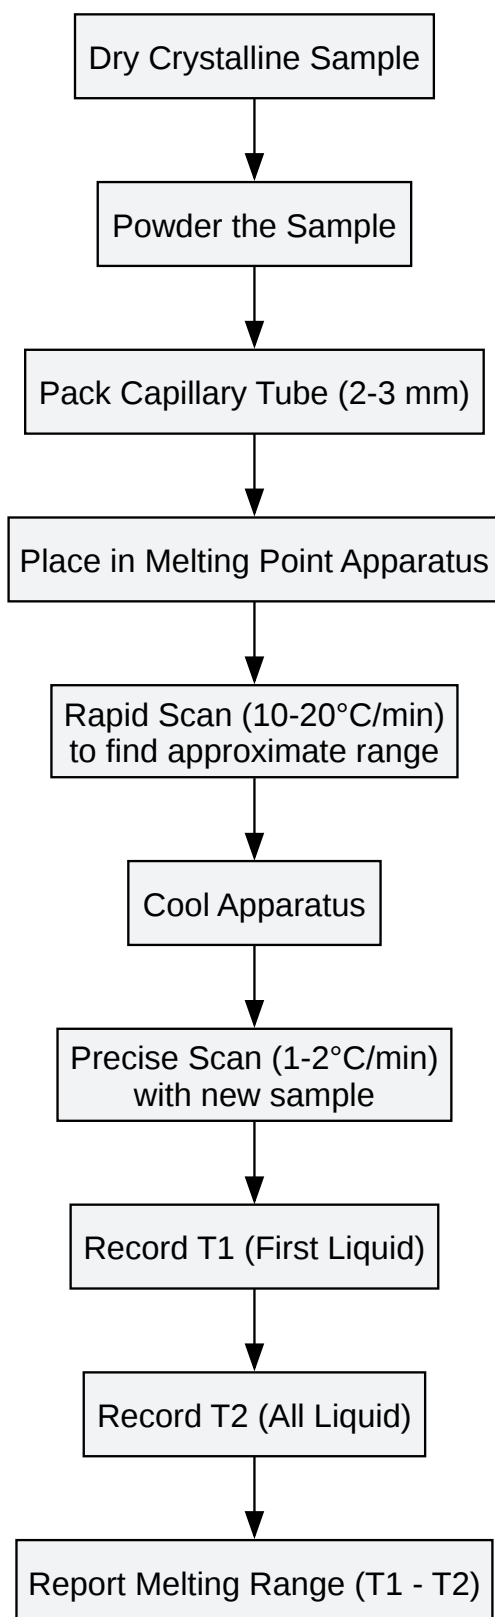 Dry Crystalline Sample
Powder the Sample
Pack Capillary Tube (2-3 mm)
Place in Melting Point Apparatus
Rapid Scan (10-20°C/min)
to find approximate range
Cool Apparatus
Precise Scan (1-2°C/min)
with new sample
Record T1 (First Liquid)
Record T2 (All Liquid)
Report Melting Range (T1 - T2)